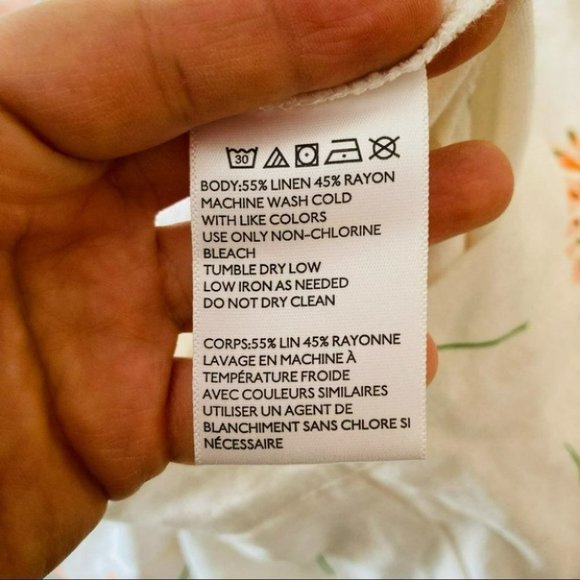 30
BODY:55% LINEN 45% RAYON
MACHINE WASH COLD
WITH LIKE COLORS
USE ONLY NON-CHLORINE
BLEACH
TUMBLE DRY LOW
LOW IRON AS NEEDED
DO NOT DRY CLEAN
CORPS:55% LIN 45% RAYONNE
LAVAGE EN MACHINE À
TEMPÉRATURE FROIDE
AVEC COULEURS SIMILAIRES
UTILISER UN AGENT DE
BLANCHIMENT SANS CHLORE SI
NÉCESSAIRE